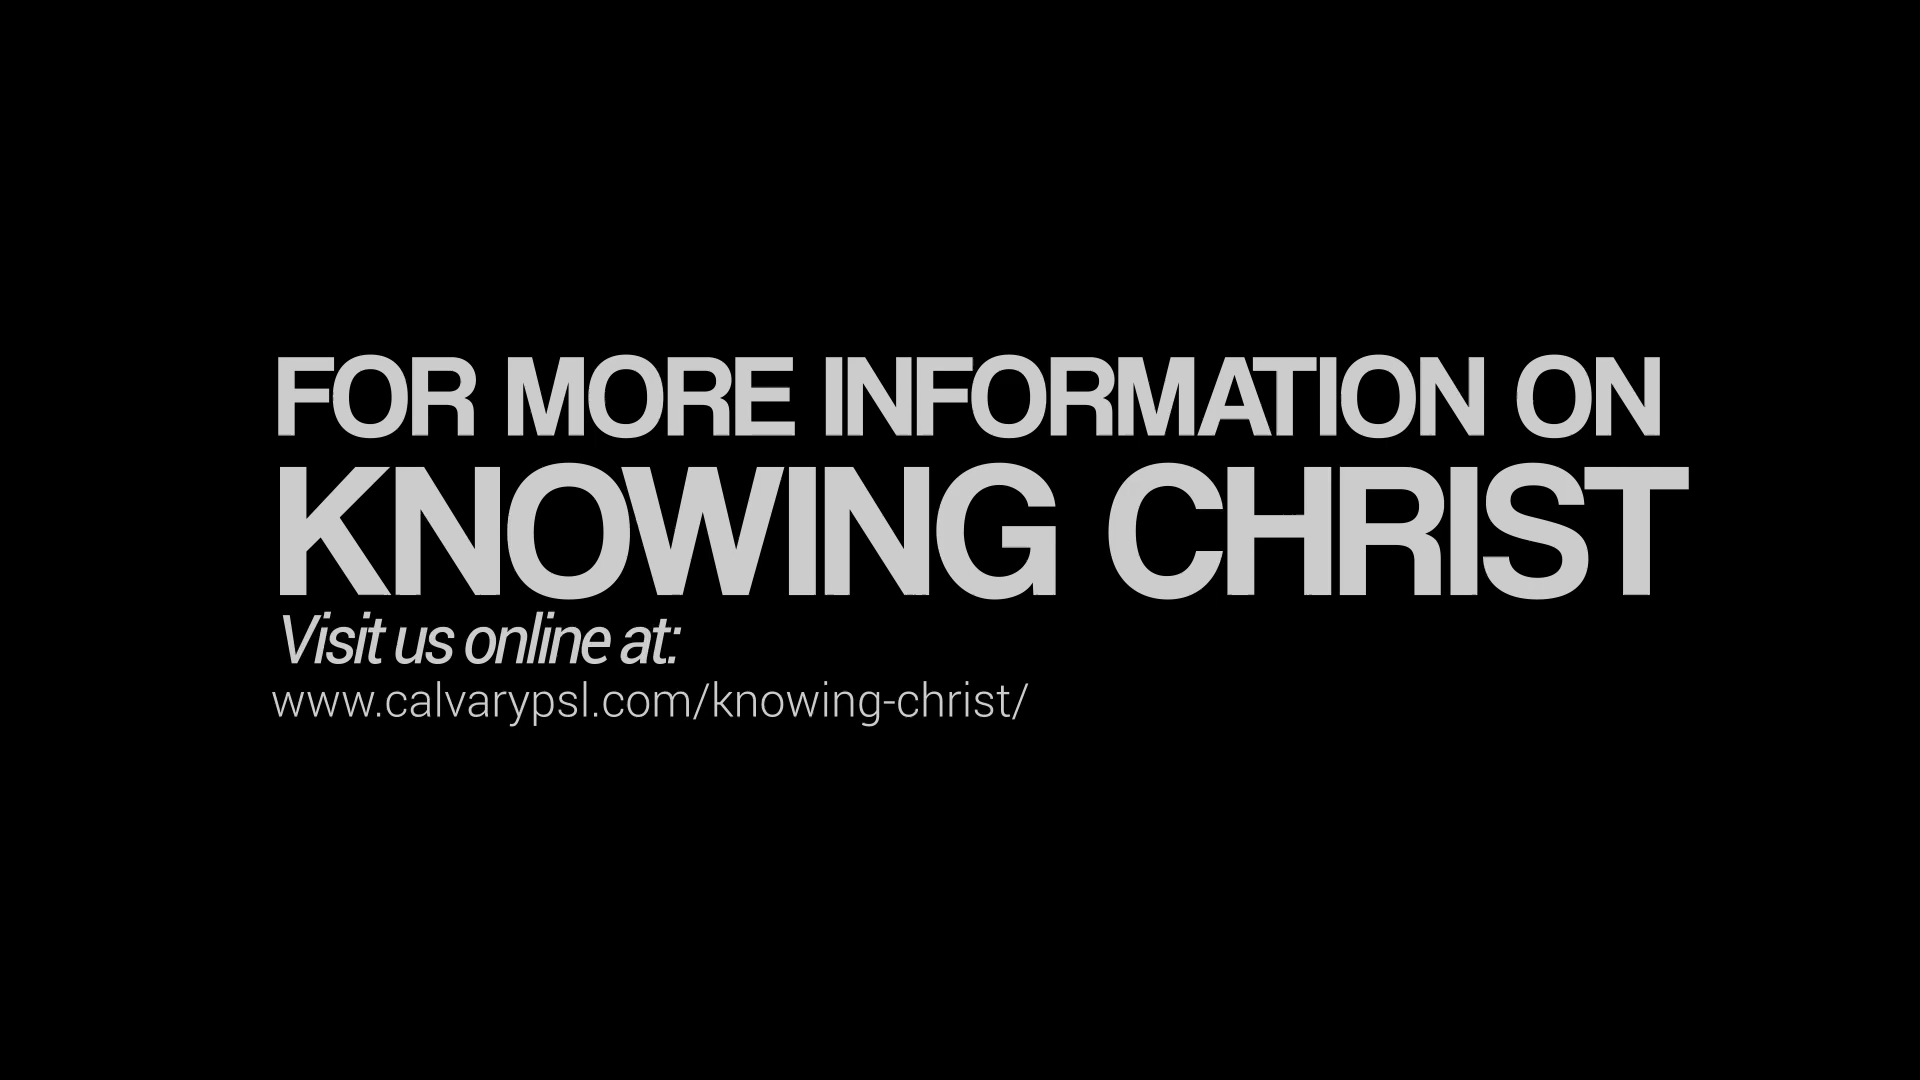 FOR MORE INFORMATION ON
KNOWING CHRIST
Visit us online at:
www.calvarypsl.com/knowing-christ/